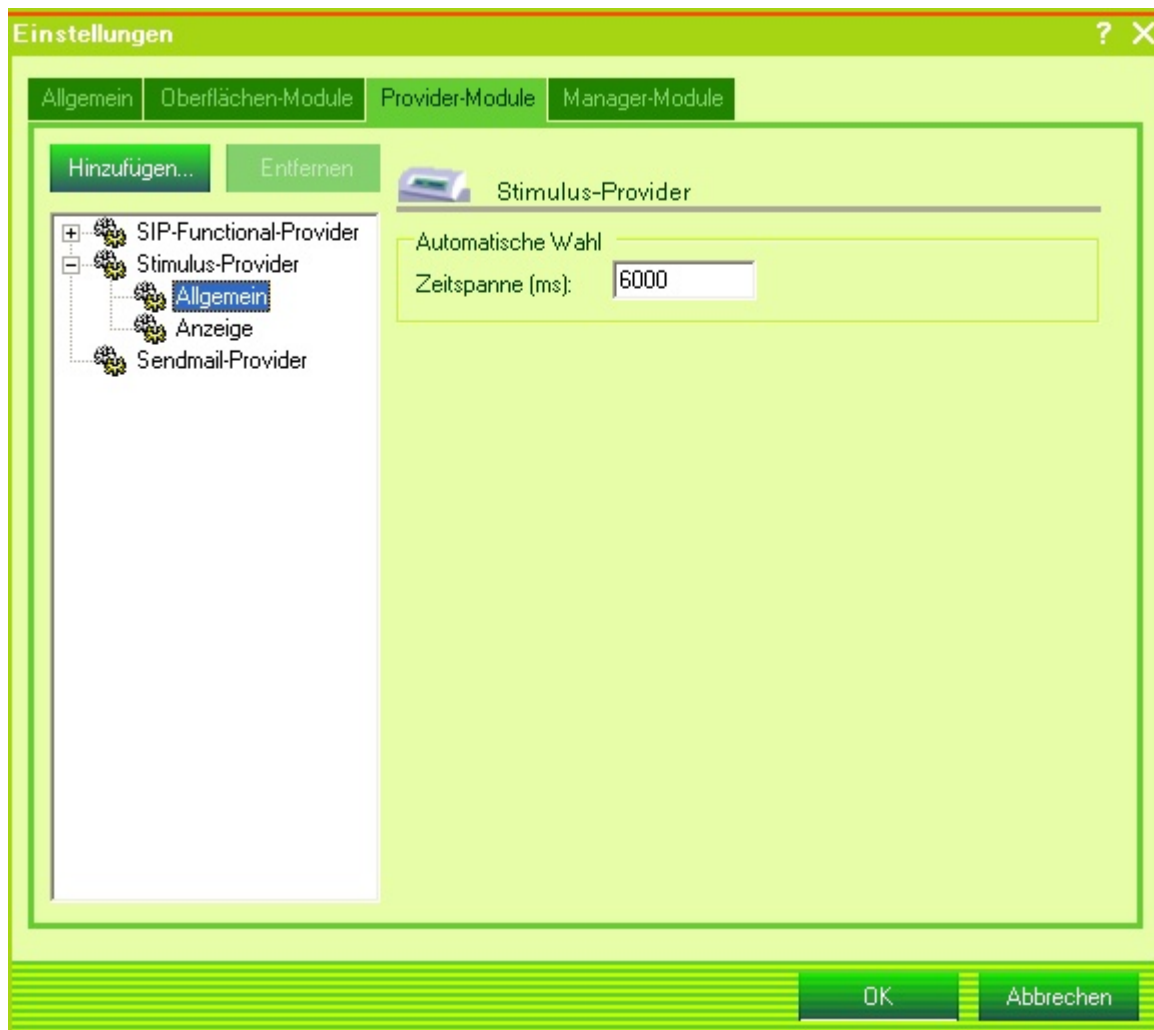 Einstellungen
Allgemein Oberflächen-Module Provider-Module Manager-Module
Hinzufügen... Entfernen
SIP-Functional-Provider
Stimulus-Provider
Allgemein
Anzeige
Sendmail-Provider
Stimulus-Provider
Automatische Wahl
Zeitspanne (ms): 6000
OK Abbrechen